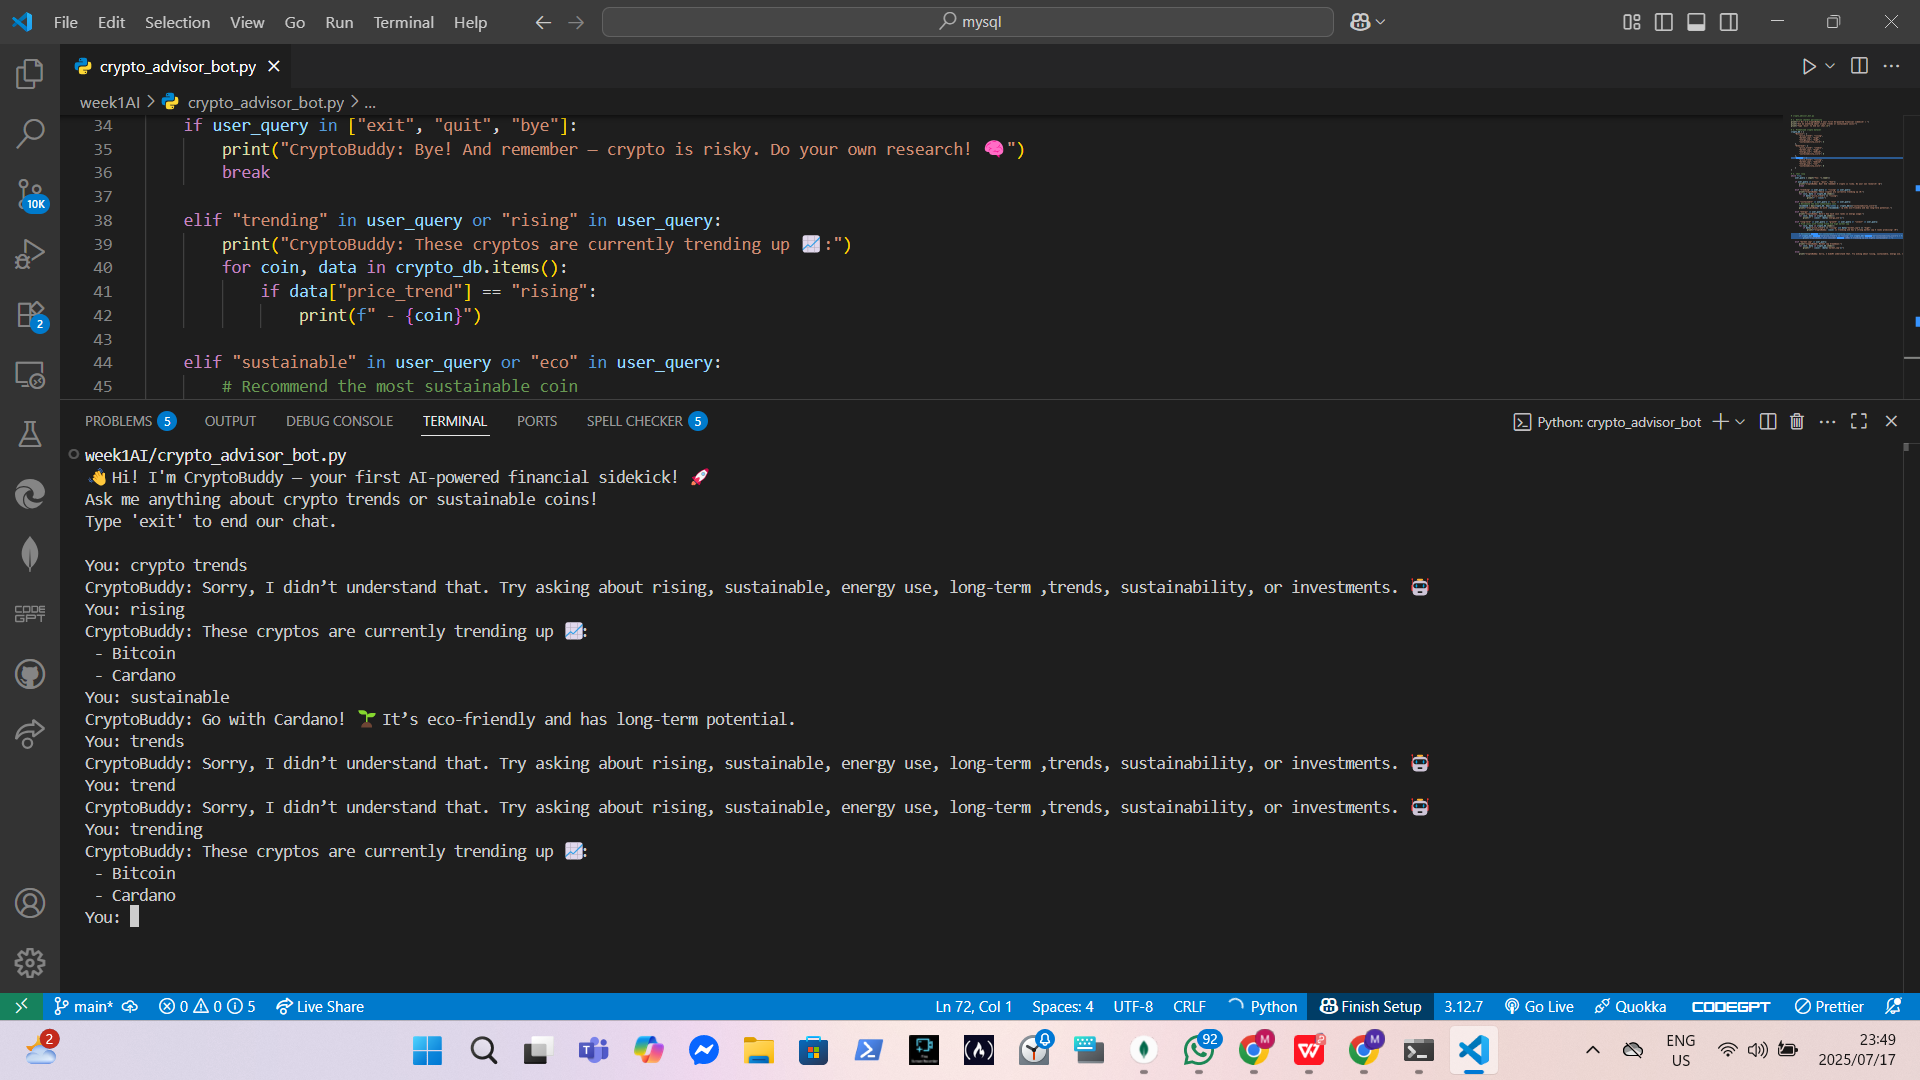 File Edit Selection View Go Run Terminal Help
mysql
crypto_advisor_bot.py
week1AI > crypto_advisor_bot.py > ...
34 if user_query in ["exit", "quit", "bye"]:
35 print("CryptoBuddy: Bye! And remember — crypto is risky. Do your own research! 🧠")
36 break
37
38 elif "trending" in user_query or "rising" in user_query:
39 print("CryptoBuddy: These cryptos are currently trending up 📈:")
40 for coin, data in crypto_db.items():
41 if data["price_trend"] == "rising":
42 print(f" - {coin}")
43
44 elif "sustainable" in user_query or "eco" in user_query:
45 # Recommend the most sustainable coin
10K
2
CODE
GPT
PROBLEMS 5 OUTPUT DEBUG CONSOLE TERMINAL PORTS SPELL CHECKER 5
Python: crypto_advisor_bot
week1AI/crypto_advisor_bot.py
👋 Hi! I'm CryptoBuddy — your first AI-powered financial sidekick! 🚀
Ask me anything about crypto trends or sustainable coins!
Type 'exit' to end our chat.
You: crypto trends
CryptoBuddy: Sorry, I didn’t understand that. Try asking about rising, sustainable, energy use, long-term ,trends, sustainability, or investments. 🤖
You: rising
CryptoBuddy: These cryptos are currently trending up 📈:
- Bitcoin
- Cardano
You: sustainable
CryptoBuddy: Go with Cardano! 🌱 It’s eco-friendly and has long-term potential.
You: trends
CryptoBuddy: Sorry, I didn’t understand that. Try asking about rising, sustainable, energy use, long-term ,trends, sustainability, or investments. 🤖
You: trend
CryptoBuddy: Sorry, I didn’t understand that. Try asking about rising, sustainable, energy use, long-term ,trends, sustainability, or investments. 🤖
You: trending
CryptoBuddy: These cryptos are currently trending up 📈:
- Bitcoin
- Cardano
You:
main* 0 0 5 Live Share
Ln 72, Col 1 Spaces: 4 UTF-8 CRLF Python Finish Setup 3.12.7 Go Live Quokka CODEGPT Prettier
2
92
M
M
ENG
US
23:49
2025/07/17